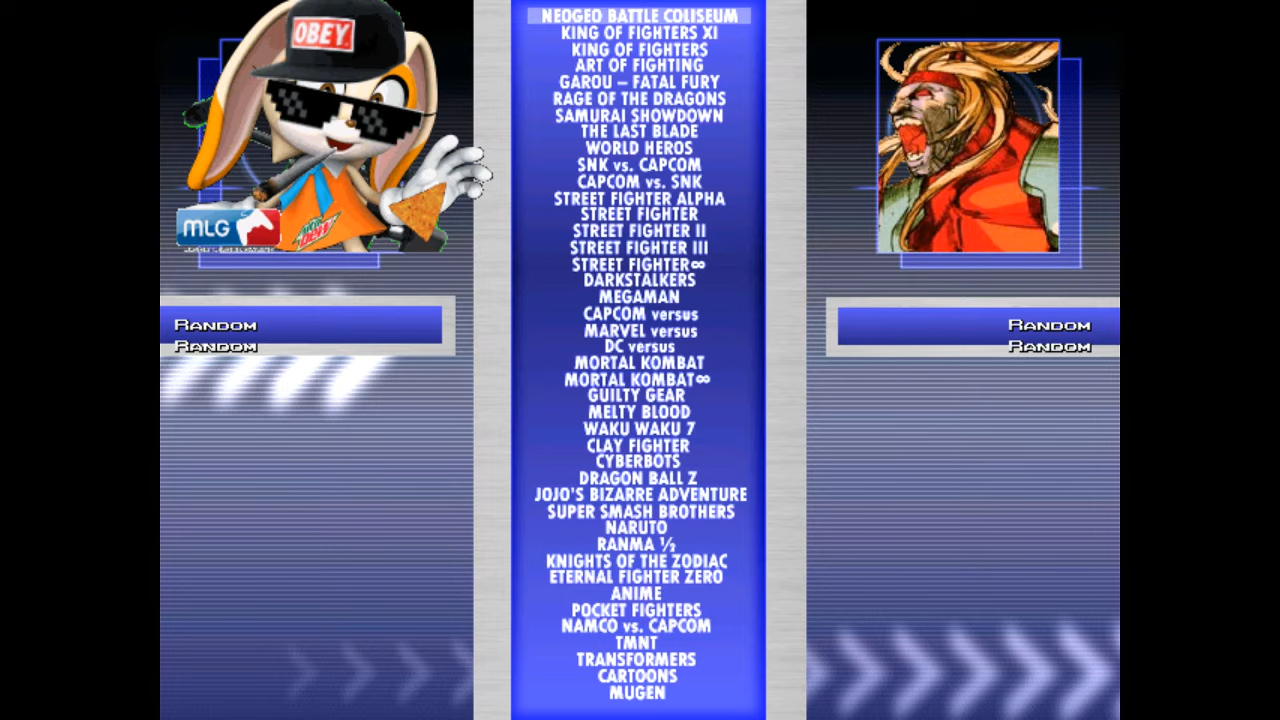 OBEY.
MLG
Mtn
DEW
Random
Random
NEOGEO BATTLE COLISEUM
KING OF FIGHTERS XI
KING OF FIGHTERS
ART OF FIGHTING
GAROU – FATAL FURY
RAGE OF THE DRAGONS
SAMURAI SHOWDOWN
THE LAST BLADE
WORLD HEROS
SNK vs. CAPCOM
CAPCOM vs. SNK
STREET FIGHTER ALPHA
STREET FIGHTER
STREET FIGHTER II
STREET FIGHTER III
STREET FIGHTER∞
DARKSTALKERS
MEGAMAN
CAPCOM versus
MARVEL versus
DC versus
MORTAL KOMBAT
MORTAL KOMBAT∞
GUILTY GEAR
MELTY BLOOD
WAKU WAKU 7
CLAY FIGHTER
CYBERBOTS
DRAGON BALL Z
JOJO'S BIZARRE ADVENTURE
SUPER SMASH BROTHERS
NARUTO
RANMA ½
KNIGHTS OF THE ZODIAC
ETERNAL FIGHTER ZERO
ANIME
POCKET FIGHTERS
NAMCO vs. CAPCOM
TMNT
TRANSFORMERS
CARTOONS
MUGEN
Random
Random